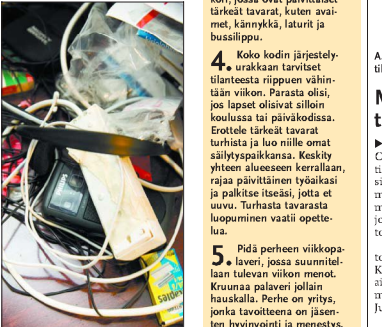 tärkeät tavarat, kuten avai-
met, kännykkä, laturit ja
bussilippu.
4. Koko kodin järjestely-
urakkaan tarvitset
tilanteesta riippuen vähin-
tään viikon. Parasta olisi,
jos lapset olisivat silloin
koulussa tai päiväkodissa.
Erottele tärkeät tavarat
turhista ja luo niille omat
säilytyspaikkansa. Keskity
yhteen alueeseen kerrallaan,
rajaa päivittäinen työaikasi
ja palkitse itseäsi, jotta et
uuvu. Turhasta tavarasta
luopuminen vaatii opette-
lua.
5. Pidä perheen viikkopa-
laveri, jossa suunnitel-
laan tulevan viikon menot.
Kruunaa palaveri jollain
hauskalla. Perhe on yritys,
jonka tavoitteena on jäsen-
ten hyvinvointi ja menestys.